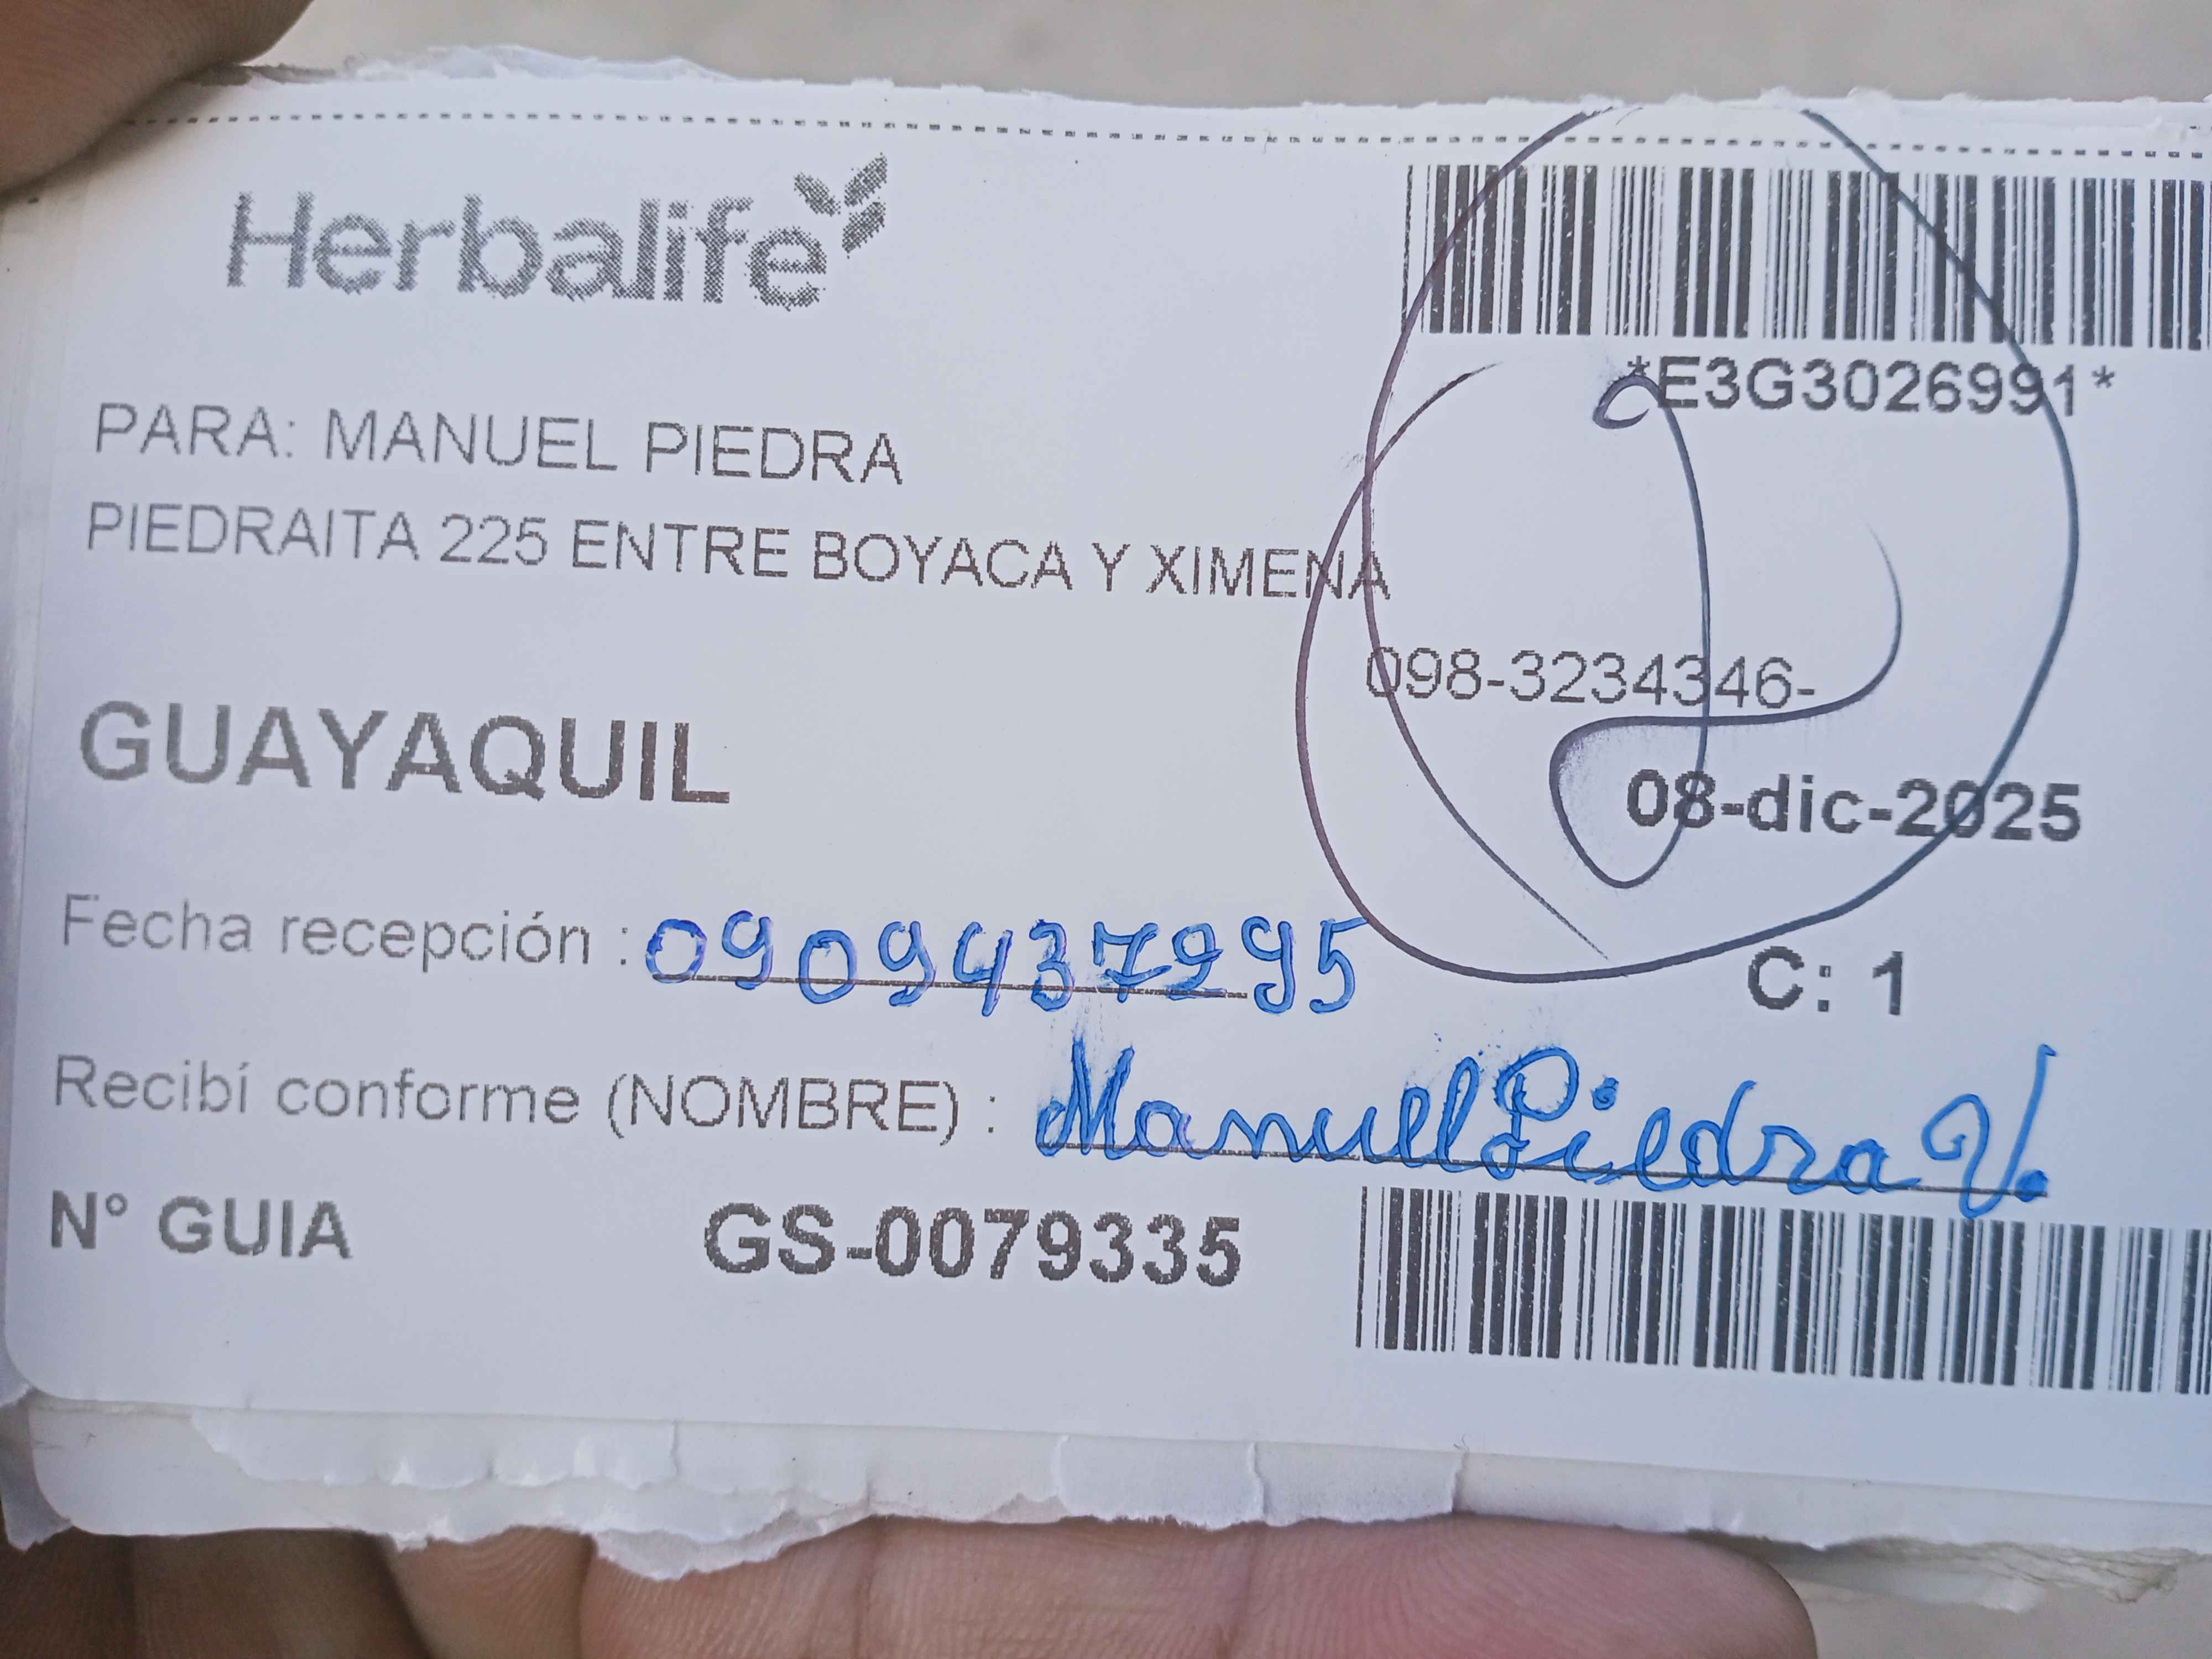 Herbalife
*E3G3026991*
PARA: MANUEL PIEDRA
PIEDRAITA 225 ENTRE BOYACA Y XIMENA
098-3234346-
GUAYAQUIL
08-dic-2025
Fecha recepción : 0909437295
C: 1
Recibí conforme (NOMBRE) : Manuel Piedra V.
N° GUIA GS-0079335